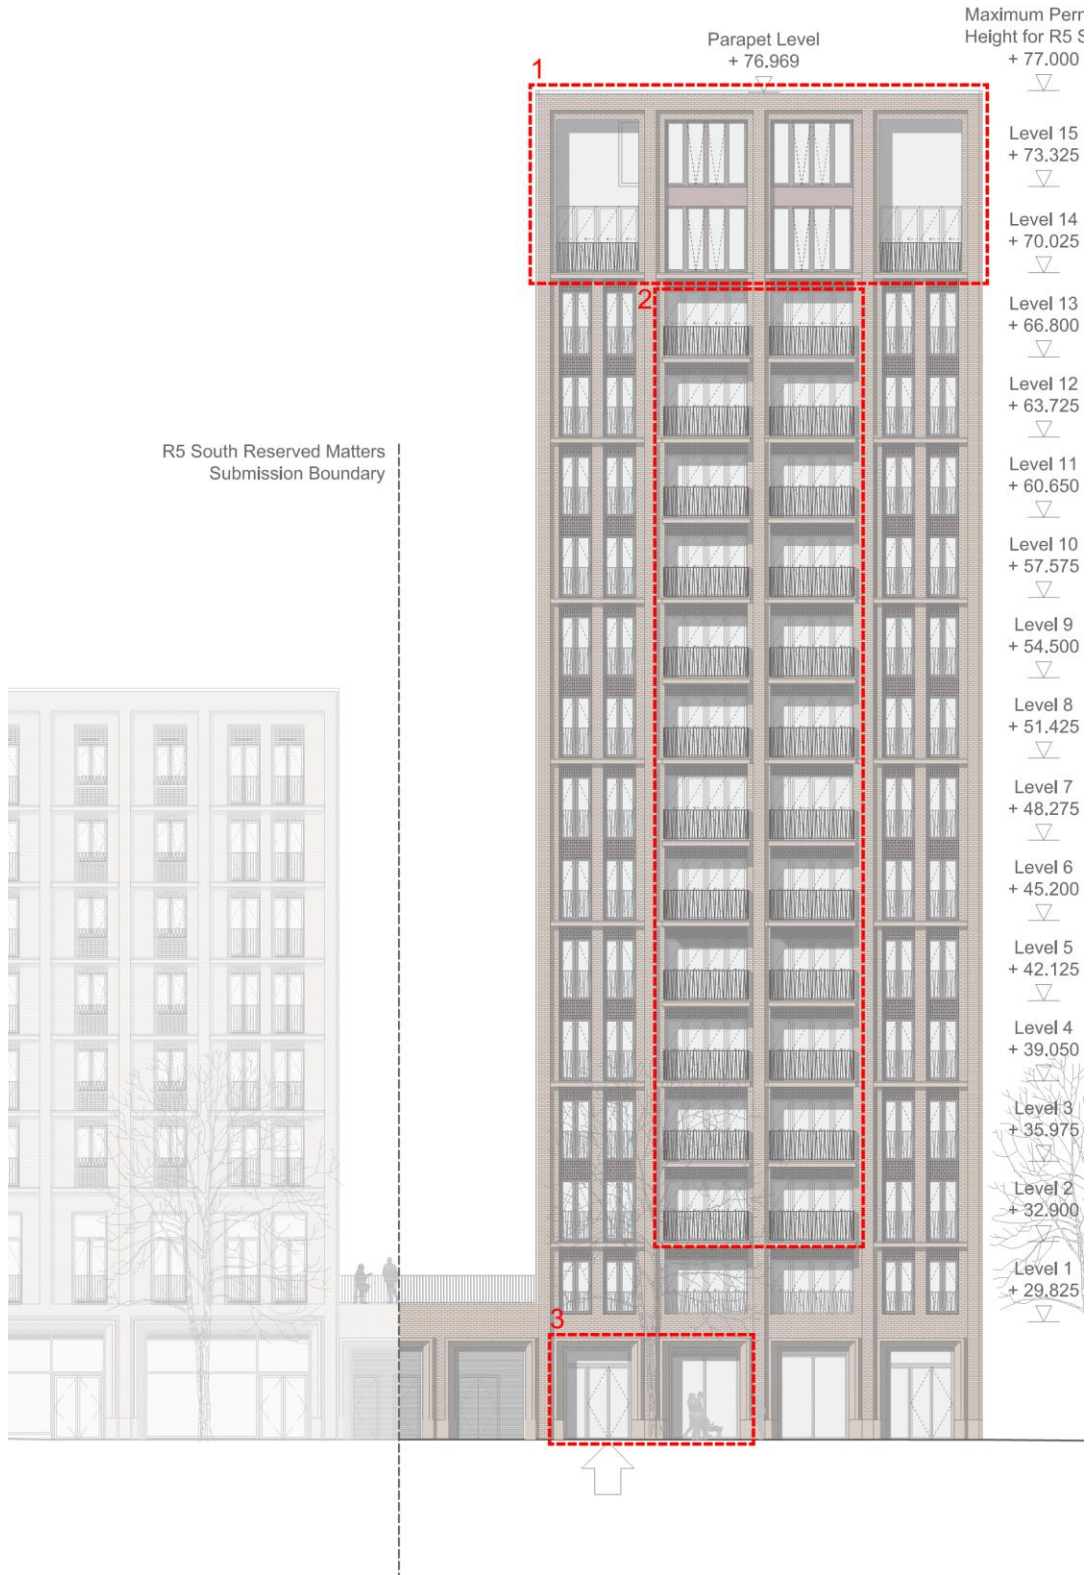 Maximum Perm
Height for R5 S
+ 77.000
Parapet Level
+ 76.969
1
Level 15
+ 73.325
Level 14
+ 70.025
2
Level 13
+ 66.800
Level 12
+ 63.725
R5 South Reserved Matters
Submission Boundary
Level 11
+ 60.650
Level 10
+ 57.575
Level 9
+ 54.500
Level 8
+ 51.425
Level 7
+ 48.275
Level 6
+ 45.200
Level 5
+ 42.125
Level 4
+ 39.050
Level 3
+ 35.975
Level 2
+ 32.900
Level 1
+ 29.825
3